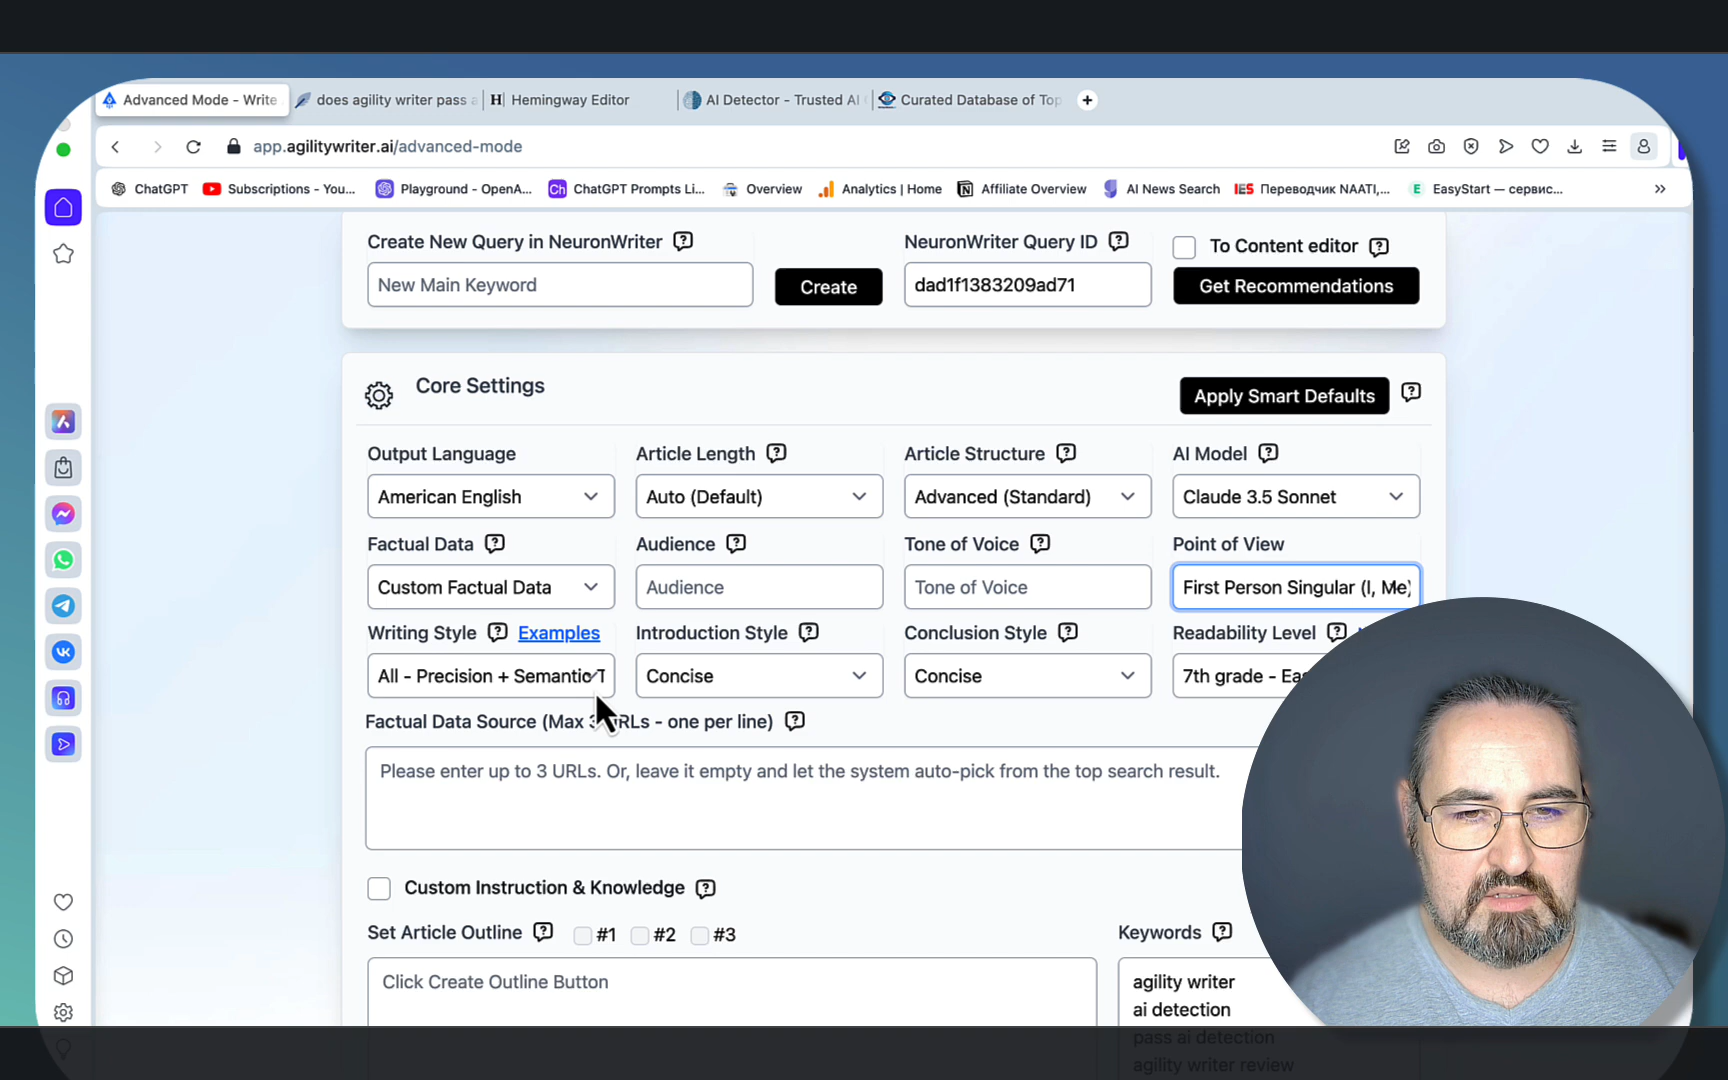 Advanced Mode - Write
does agility writer pass a
Hemingway Editor
AI Detector - Trusted AI
Curated Database of Top
app.agilitywriter.ai/advanced-mode
ChatGPT
Subscriptions - You...
Playground - OpenA...
Ch ChatGPT Prompts Li...
Overview
Analytics | Home
Affiliate Overview
AI News Search
IES Переводчик NAATI,...
E EasyStart — сервис...
Create New Query in NeuronWriter
NeuronWriter Query ID
To Content editor
New Main Keyword
Create
dad1f1383209ad71
Get Recommendations
Core Settings
Apply Smart Defaults
Output Language
Article Length
Article Structure
AI Model
American English
Auto (Default)
Advanced (Standard)
Claude 3.5 Sonnet
Factual Data
Audience
Tone of Voice
Point of View
Custom Factual Data
Audience
Tone of Voice
First Person Singular (I, Me)
Writing Style Examples
Introduction Style
Conclusion Style
Readability Level
All - Precision + Semantic T
Concise
Concise
7th grade - Eas
Factual Data Source (Max 3 URLs - one per line)
Please enter up to 3 URLs. Or, leave it empty and let the system auto-pick from the top search result.
Custom Instruction & Knowledge
Set Article Outline #1 #2 #3
Keywords
Click Create Outline Button
agility writer
ai detection
pass ai detection
agility writer review